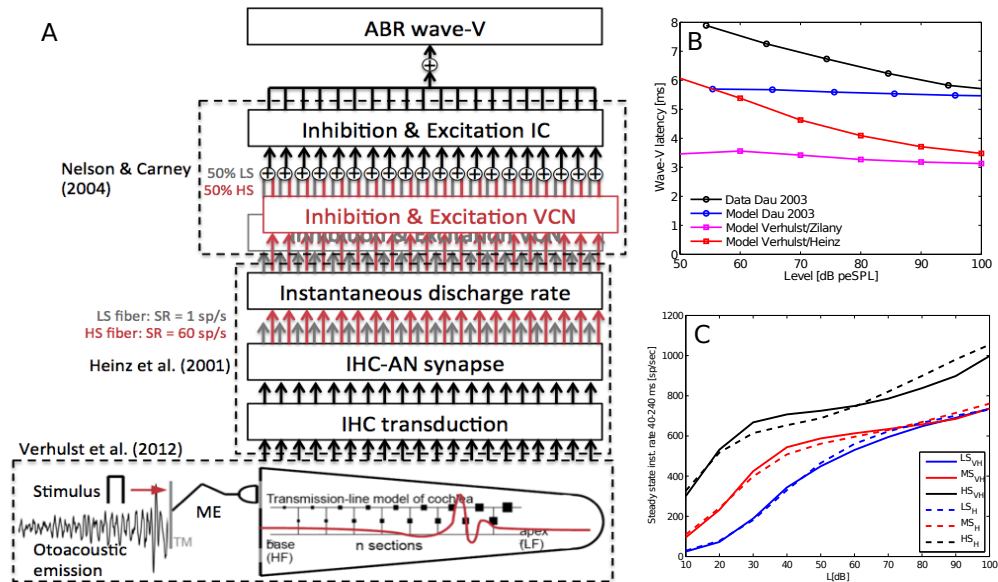 A
ABR wave-V
Inhibition & Excitation IC
Nelson & Carney
(2004)
50% LS
50% HS
Inhibition & Excitation VCN
Inhibition & Excitation VCN
Instantaneous discharge rate
LS fiber: SR = 1 sp/s
HS fiber: SR = 60 sp/s
Heinz et al. (2001)
IHC-AN synapse
IHC transduction
Verhulst et al. (2012)
Stimulus
ME
TM
Otoacoustic
emission
Transmission-line model of cochlea
base
(HF)
n sections
apex
(LF)
B
Wave-V latency [ms]
8
7
6
5
4
3
2
1
0
Data Dau 2003
Model Dau 2003
Model Verhulst/Zilany
Model Verhulst/Heinz
50 60 70 80 90 100
Level [dB peSPL]
C
Steady state inst. rate 40-240 ms [sp/sec]
1200
1000
800
600
400
200
0
LS_VH
MS_VH
HS_VH
LS_H
MS_H
HS_H
10 20 30 40 50 60 70 80 90 100
L[dB]